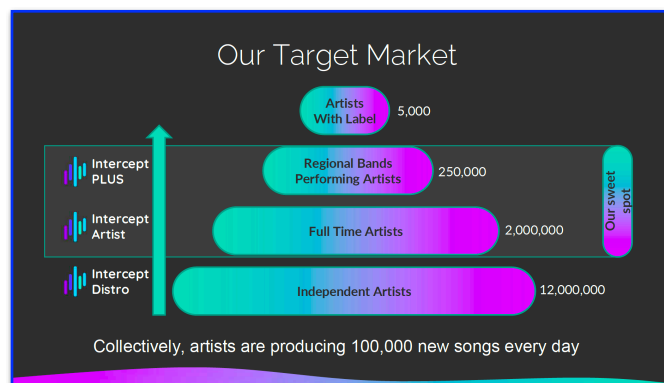 Our Target Market
Artists
With Label
5,000
Intercept
PLUS
Regional Bands
Performing Artists
250,000
Our sweet
spot
Intercept
Artist
Full Time Artists
2,000,000
Intercept
Distro
Independent Artists
12,000,000
Collectively, artists are producing 100,000 new songs every day